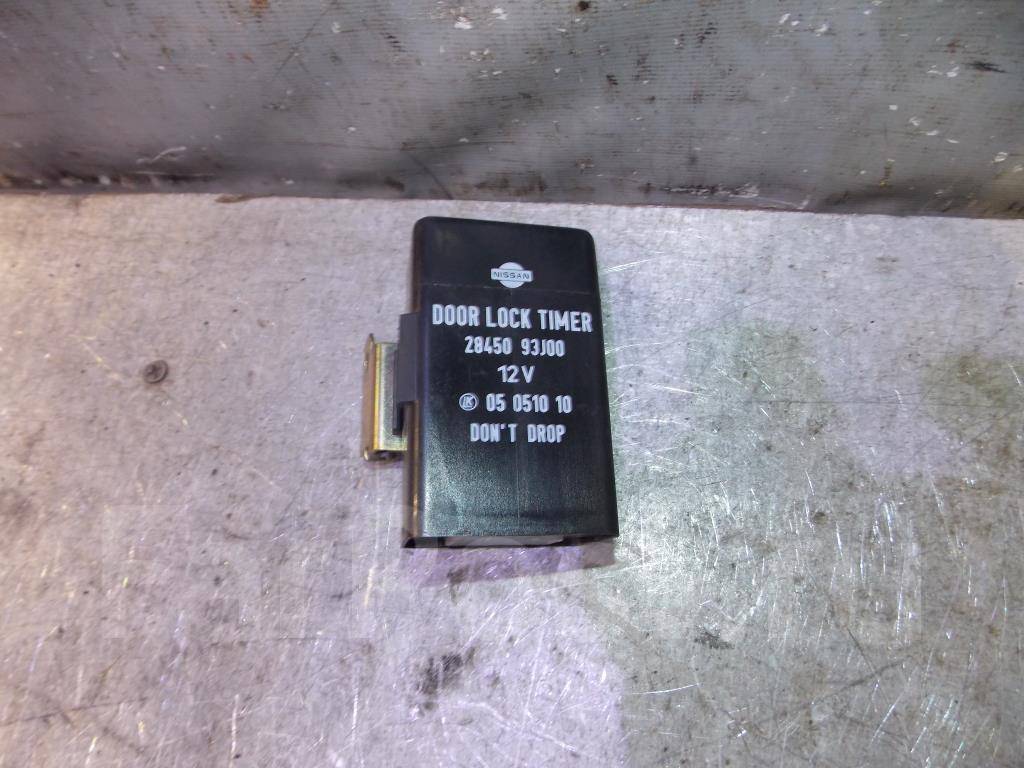 NISSAN
DOOR LOCK TIMER
28450 93J00
12V
05 0510 10
DON'T DROP